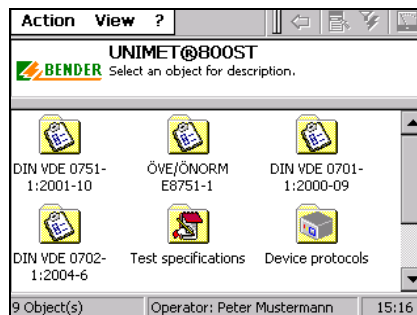 Action View ?
UNIMET®800ST
BENDER Select an object for description.
DIN VDE 0751-
1:2001-10
ÖVE/ÖNORM
E8751-1
DIN VDE 0701-
1:2000-09
DIN VDE 0702-
1:2004-6
Test specifications
Device protocols
9 Object(s) Operator: Peter Mustermann 15:16